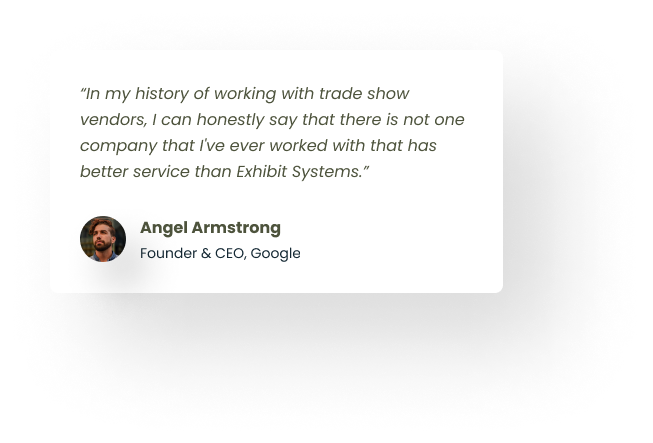 “In my history of working with trade show
vendors, I can honestly say that there is not one
company that I've ever worked with that has
better service than Exhibit Systems.”
Angel Armstrong
Founder & CEO, Google